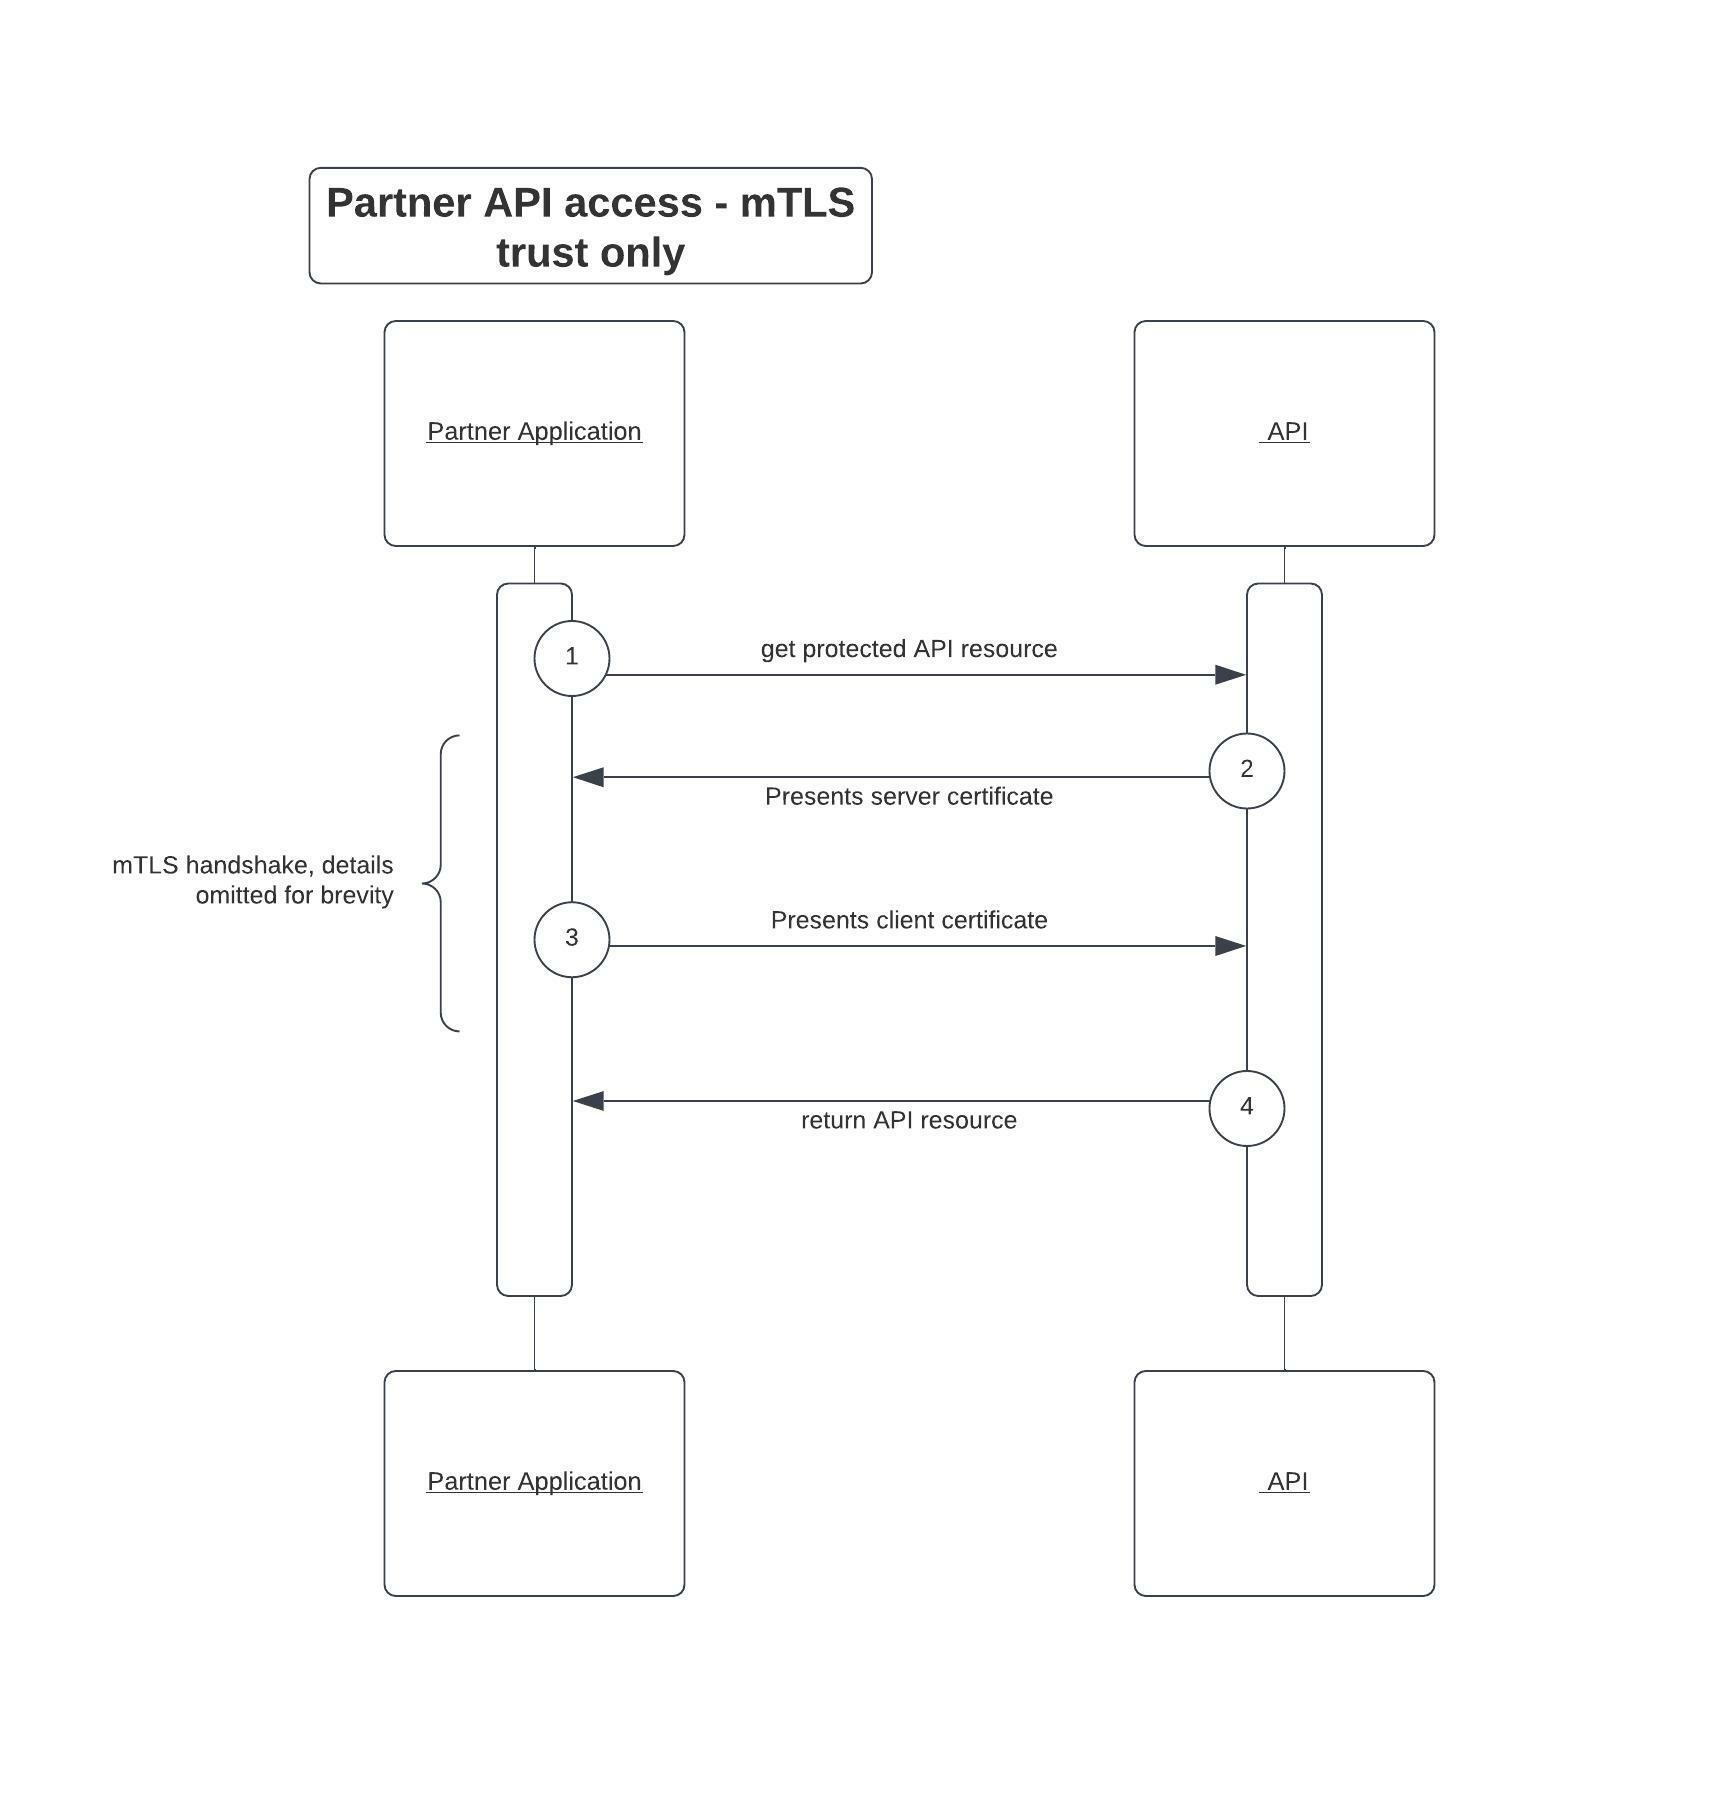 Partner API access - mTLS
trust only
Partner Application
API
1
get protected API resource
2
Presents server certificate
mTLS handshake, details
omitted for brevity
3
Presents client certificate
4
return API resource
Partner Application
API